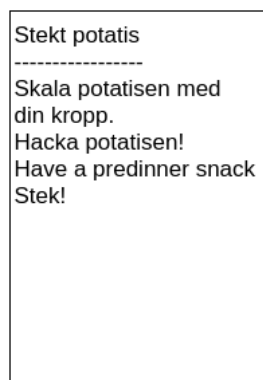 Stekt potatis
-----------------
Skala potatisen med
din kropp.
Hacka potatisen!
Have a predinner snack
Stek!